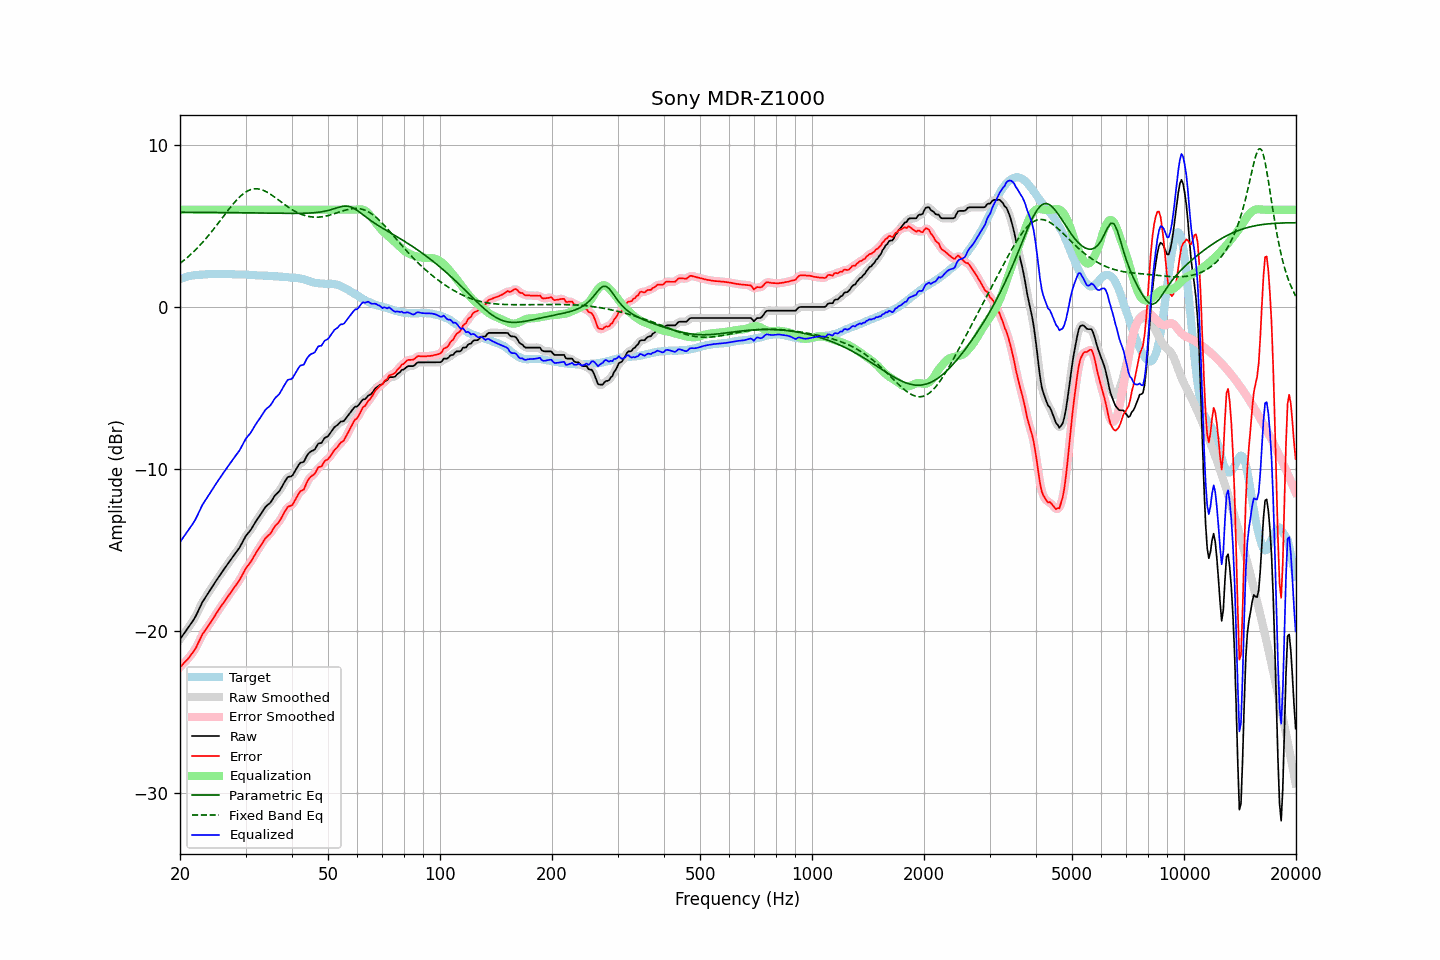 Sony MDR-Z1000
Amplitude (dBr)
10
0
−10
−20
−30
Target
Raw Smoothed
Error Smoothed
Raw
Error
Equalization
Parametric Eq
Fixed Band Eq
Equalized
20 50 100 200 500 1000 2000 5000 10000 20000
Frequency (Hz)